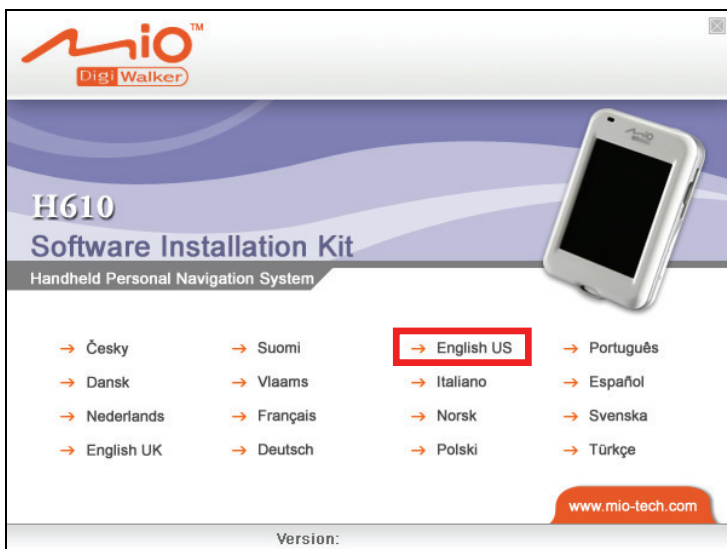 Mio™
Digi Walker
Mio
H610
Software Installation Kit
Handheld Personal Navigation System
→ Česky → Suomi → English US → Português
→ Dansk → Vlaams → Italiano → Español
→ Nederlands → Français → Norsk → Svenska
→ English UK → Deutsch → Polski → Türkçe
www.mio-tech.com
Version: